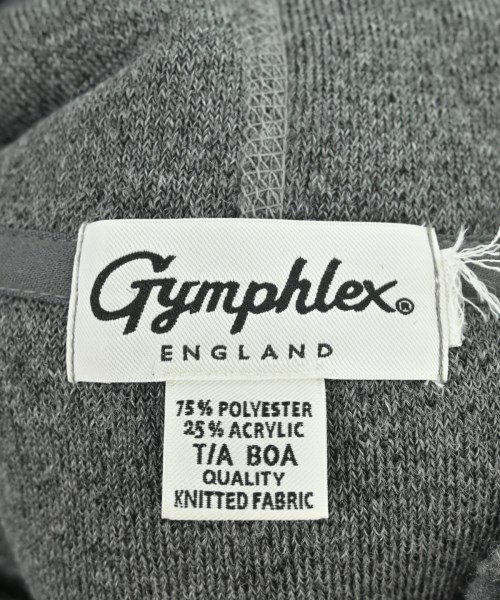 Gymphlex®
ENGLAND
75% POLYESTER
25% ACRYLIC
T/A BOA
QUALITY
KNITTED FABRIC